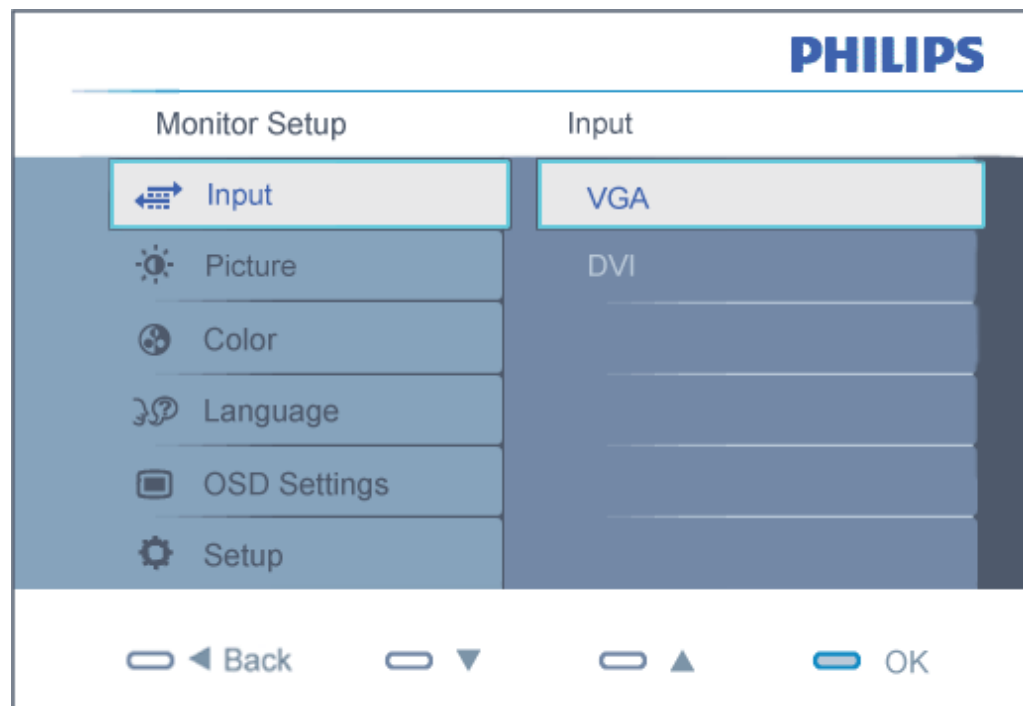 PHILIPS
Monitor Setup Input
Input VGA
Picture DVI
Color
Language
OSD Settings
Setup
Back OK